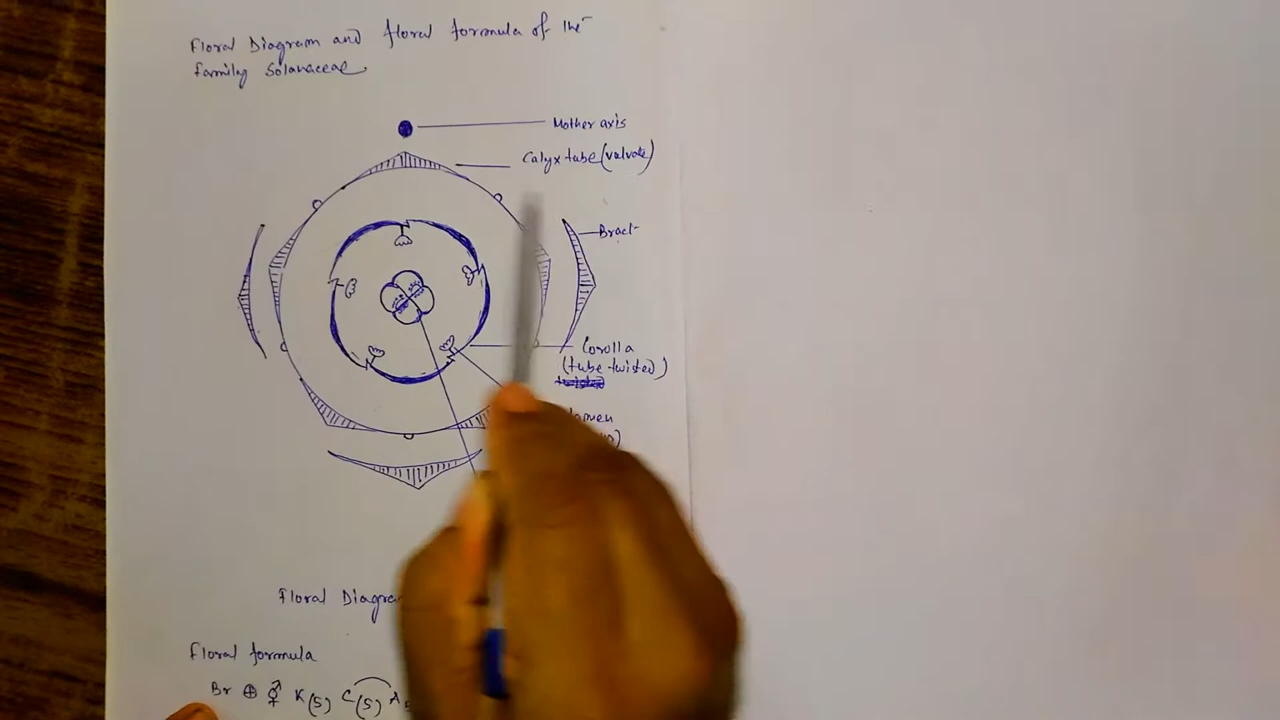 Floral Diagram and floral formula of the
family Solanaceae
Mother axis
Calyx tube (valvate)
Bract
Corolla
(tube twisted)
Floral Diagra
Floral formula
Br ⊕ ⚥ K(5) C(5) A5